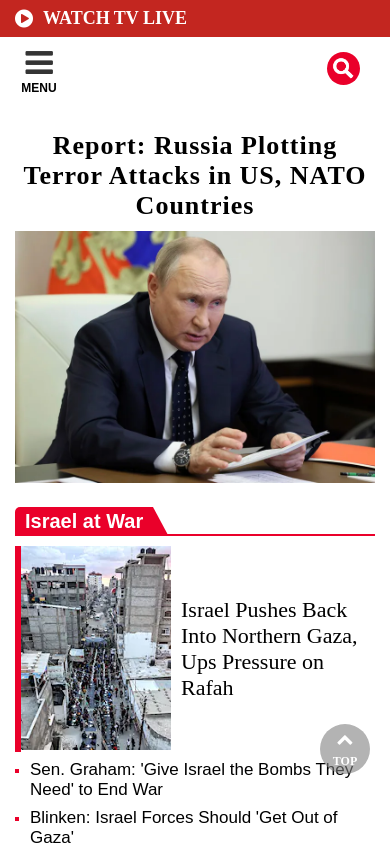 WATCH TV LIVE
MENU
Report: Russia Plotting
Terror Attacks in US, NATO
Countries
Israel at War
Israel Pushes Back
Into Northern Gaza,
Ups Pressure on
Rafah
TOP
Sen. Graham: 'Give Israel the Bombs They
Need' to End War
Blinken: Israel Forces Should 'Get Out of
Gaza'